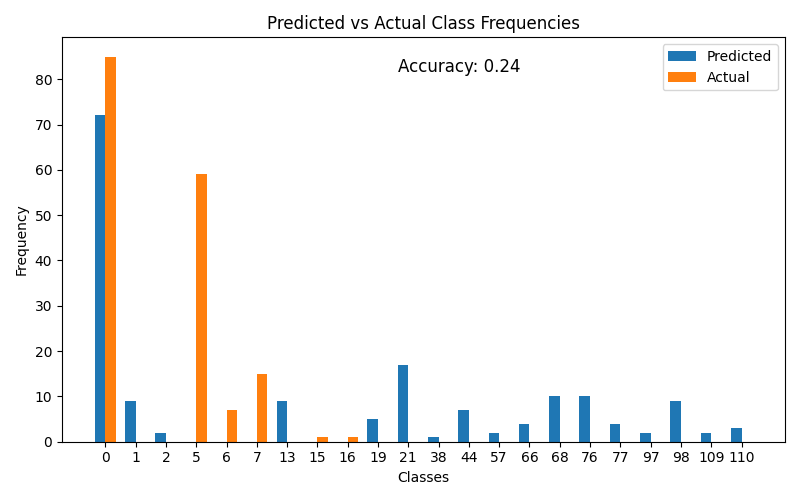 Predicted vs Actual Class Frequencies
Accuracy: 0.24
Predicted
Actual
Frequency
80
70
60
50
40
30
20
10
0
0 1 2 5 6 7 13 15 16 19 21 38 44 57 66 68 76 77 97 98 109 110
Classes